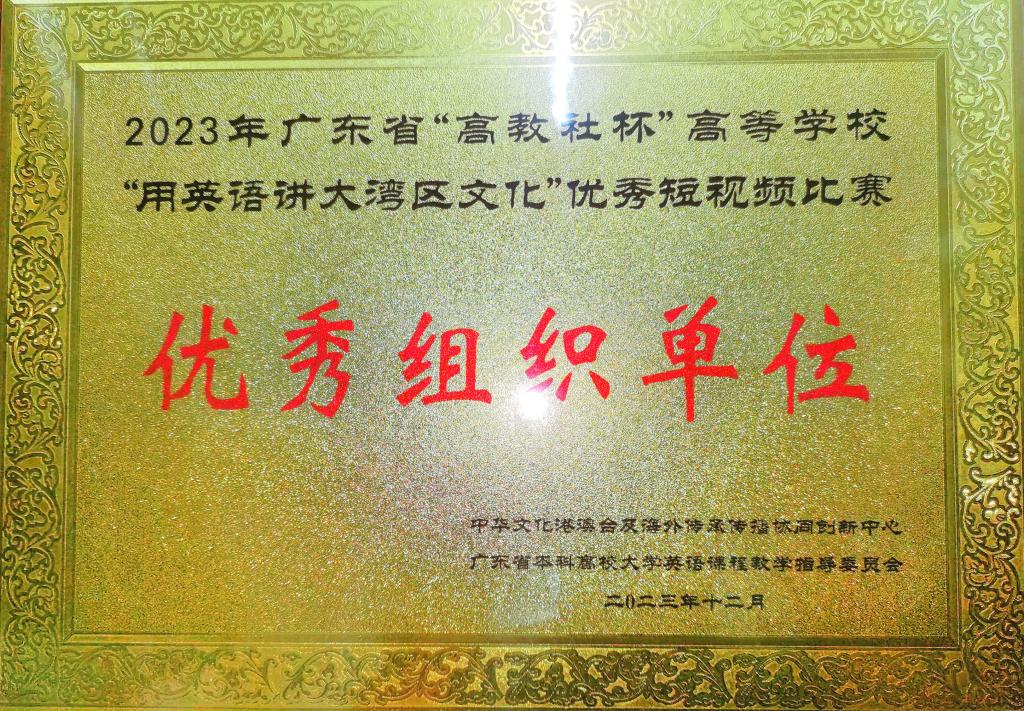 2023年广东省“高教社杯”高等学校
“用英语讲大湾区文化”优秀短视频比赛
优秀组织单位
中华文化港澳台及海外传承传播协同创新中心
广东省本科高校大学英语课程教学指导委员会
二0二三年十二月